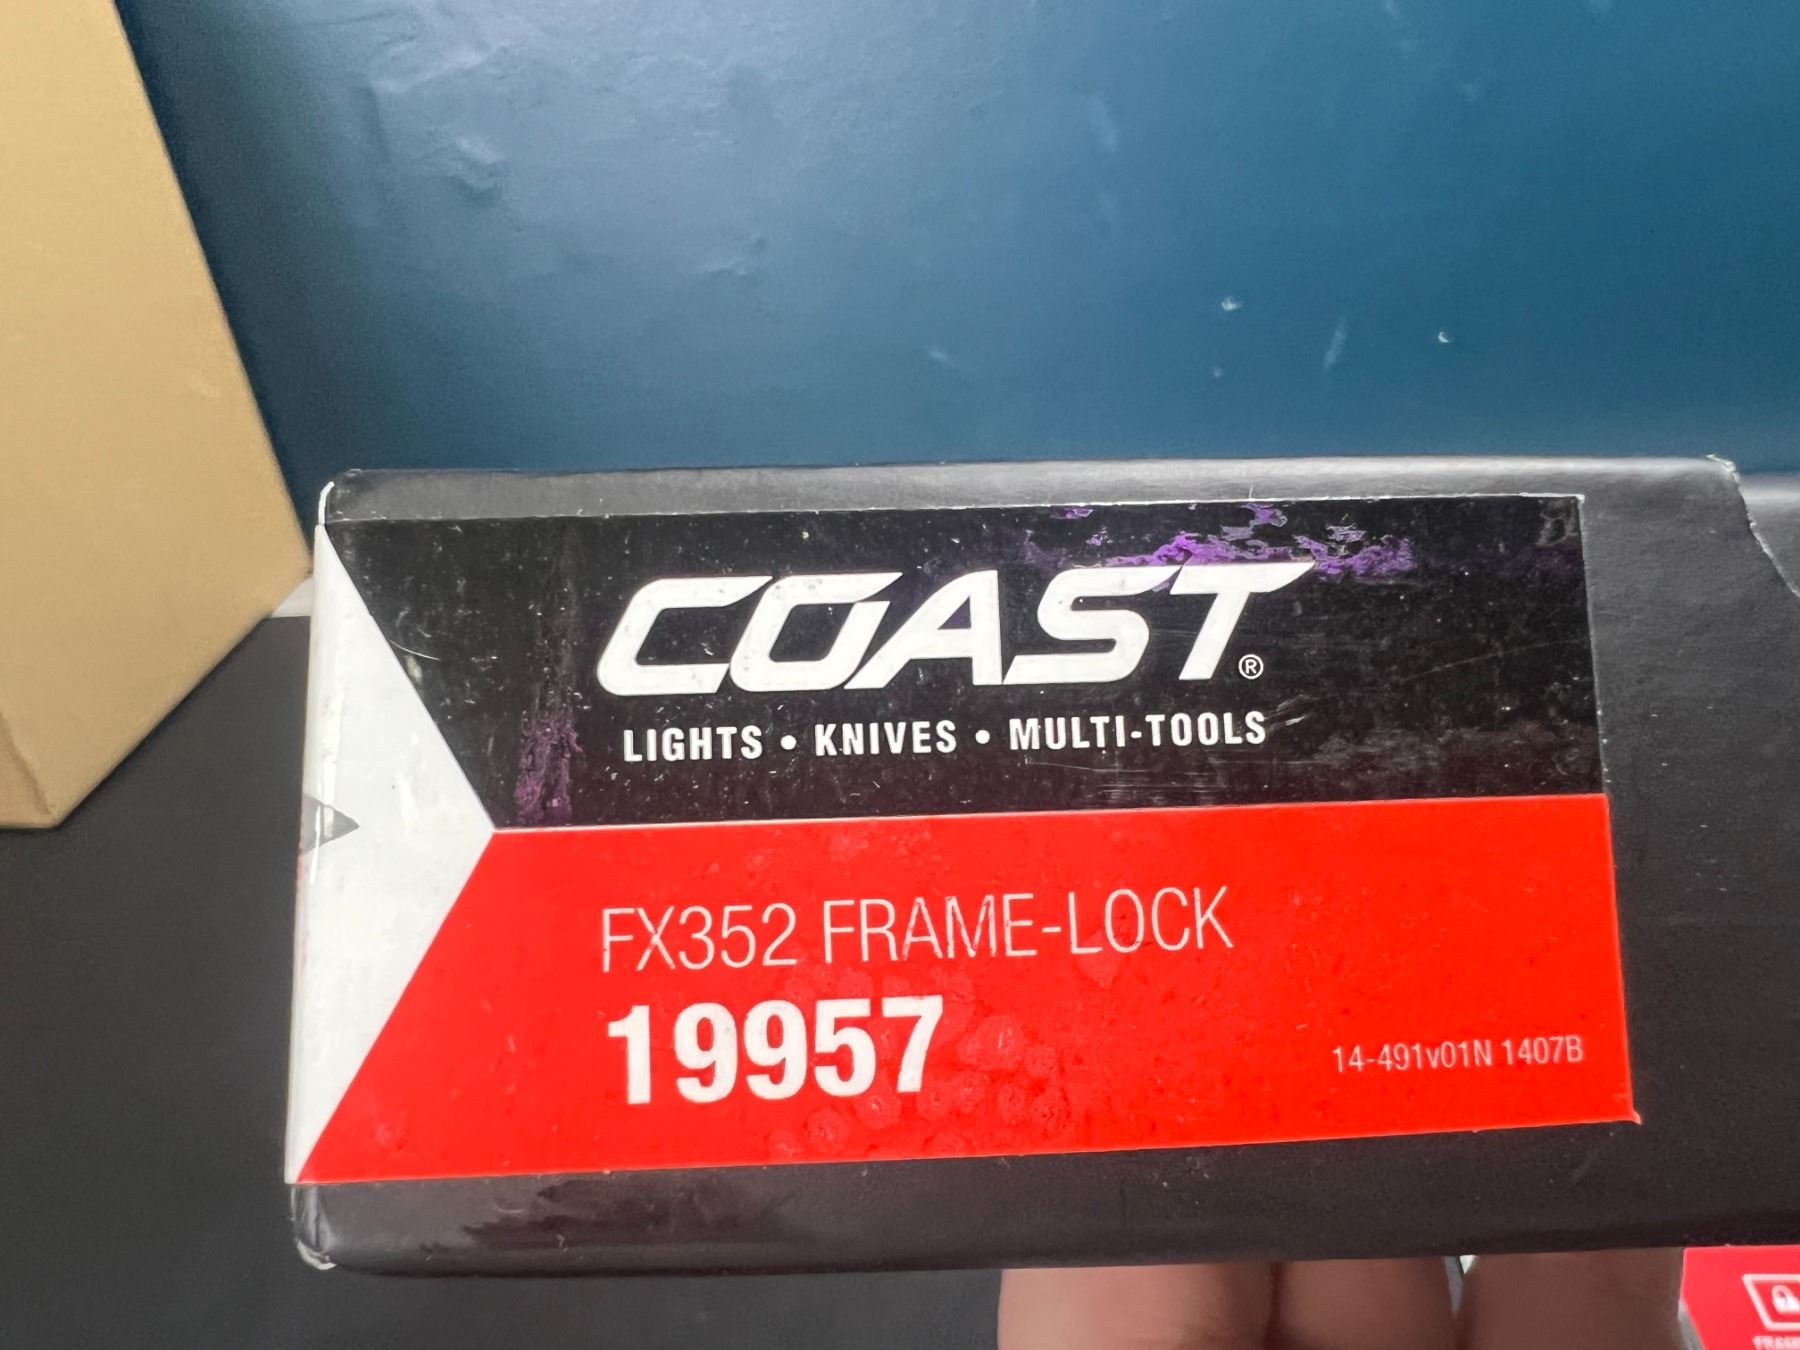 COAST®
LIGHTS • KNIVES • MULTI-TOOLS
FX352 FRAME-LOCK
19957
14-491v01N 1407B